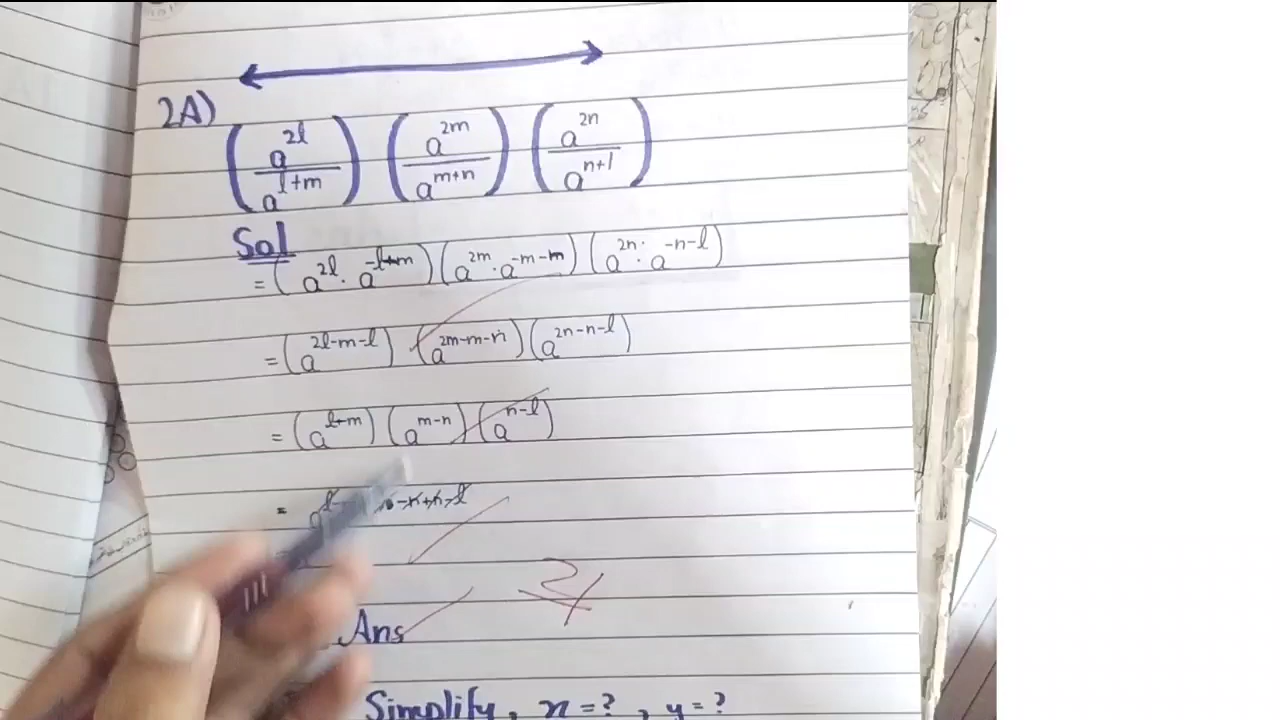 2A)
(a^{2l}/a^{l+m}) (a^{2m}/a^{m+n}) (a^{2n}/a^{n+l})
Sol
= (a^{2l} · a^{-l+m}) (a^{2m} · a^{-m-n}) (a^{2n} · a^{-n-l})
= (a^{2l-m-l}) (a^{2m-m-n}) (a^{2n-n-l})
= (a^{l-m}) (a^{m-n}) (a^{n-l})
= a^{l -n+n-l}
Ans
Simplify, x=?, y=?